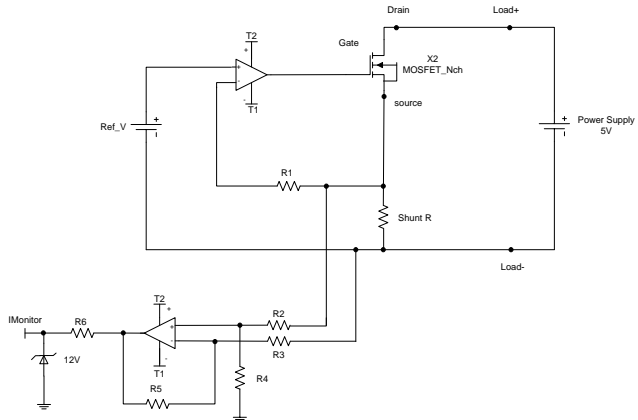 Drain
Load+
T2
+
Gate
X2
MOSFET_Nch
+
-
-
T1
source
Ref_V
+
Power Supply
5V
+
R1
Shunt R
Load-
IMonitor
R6
T2
+
R2
+
-
R3
12V
T1
-
R4
R5